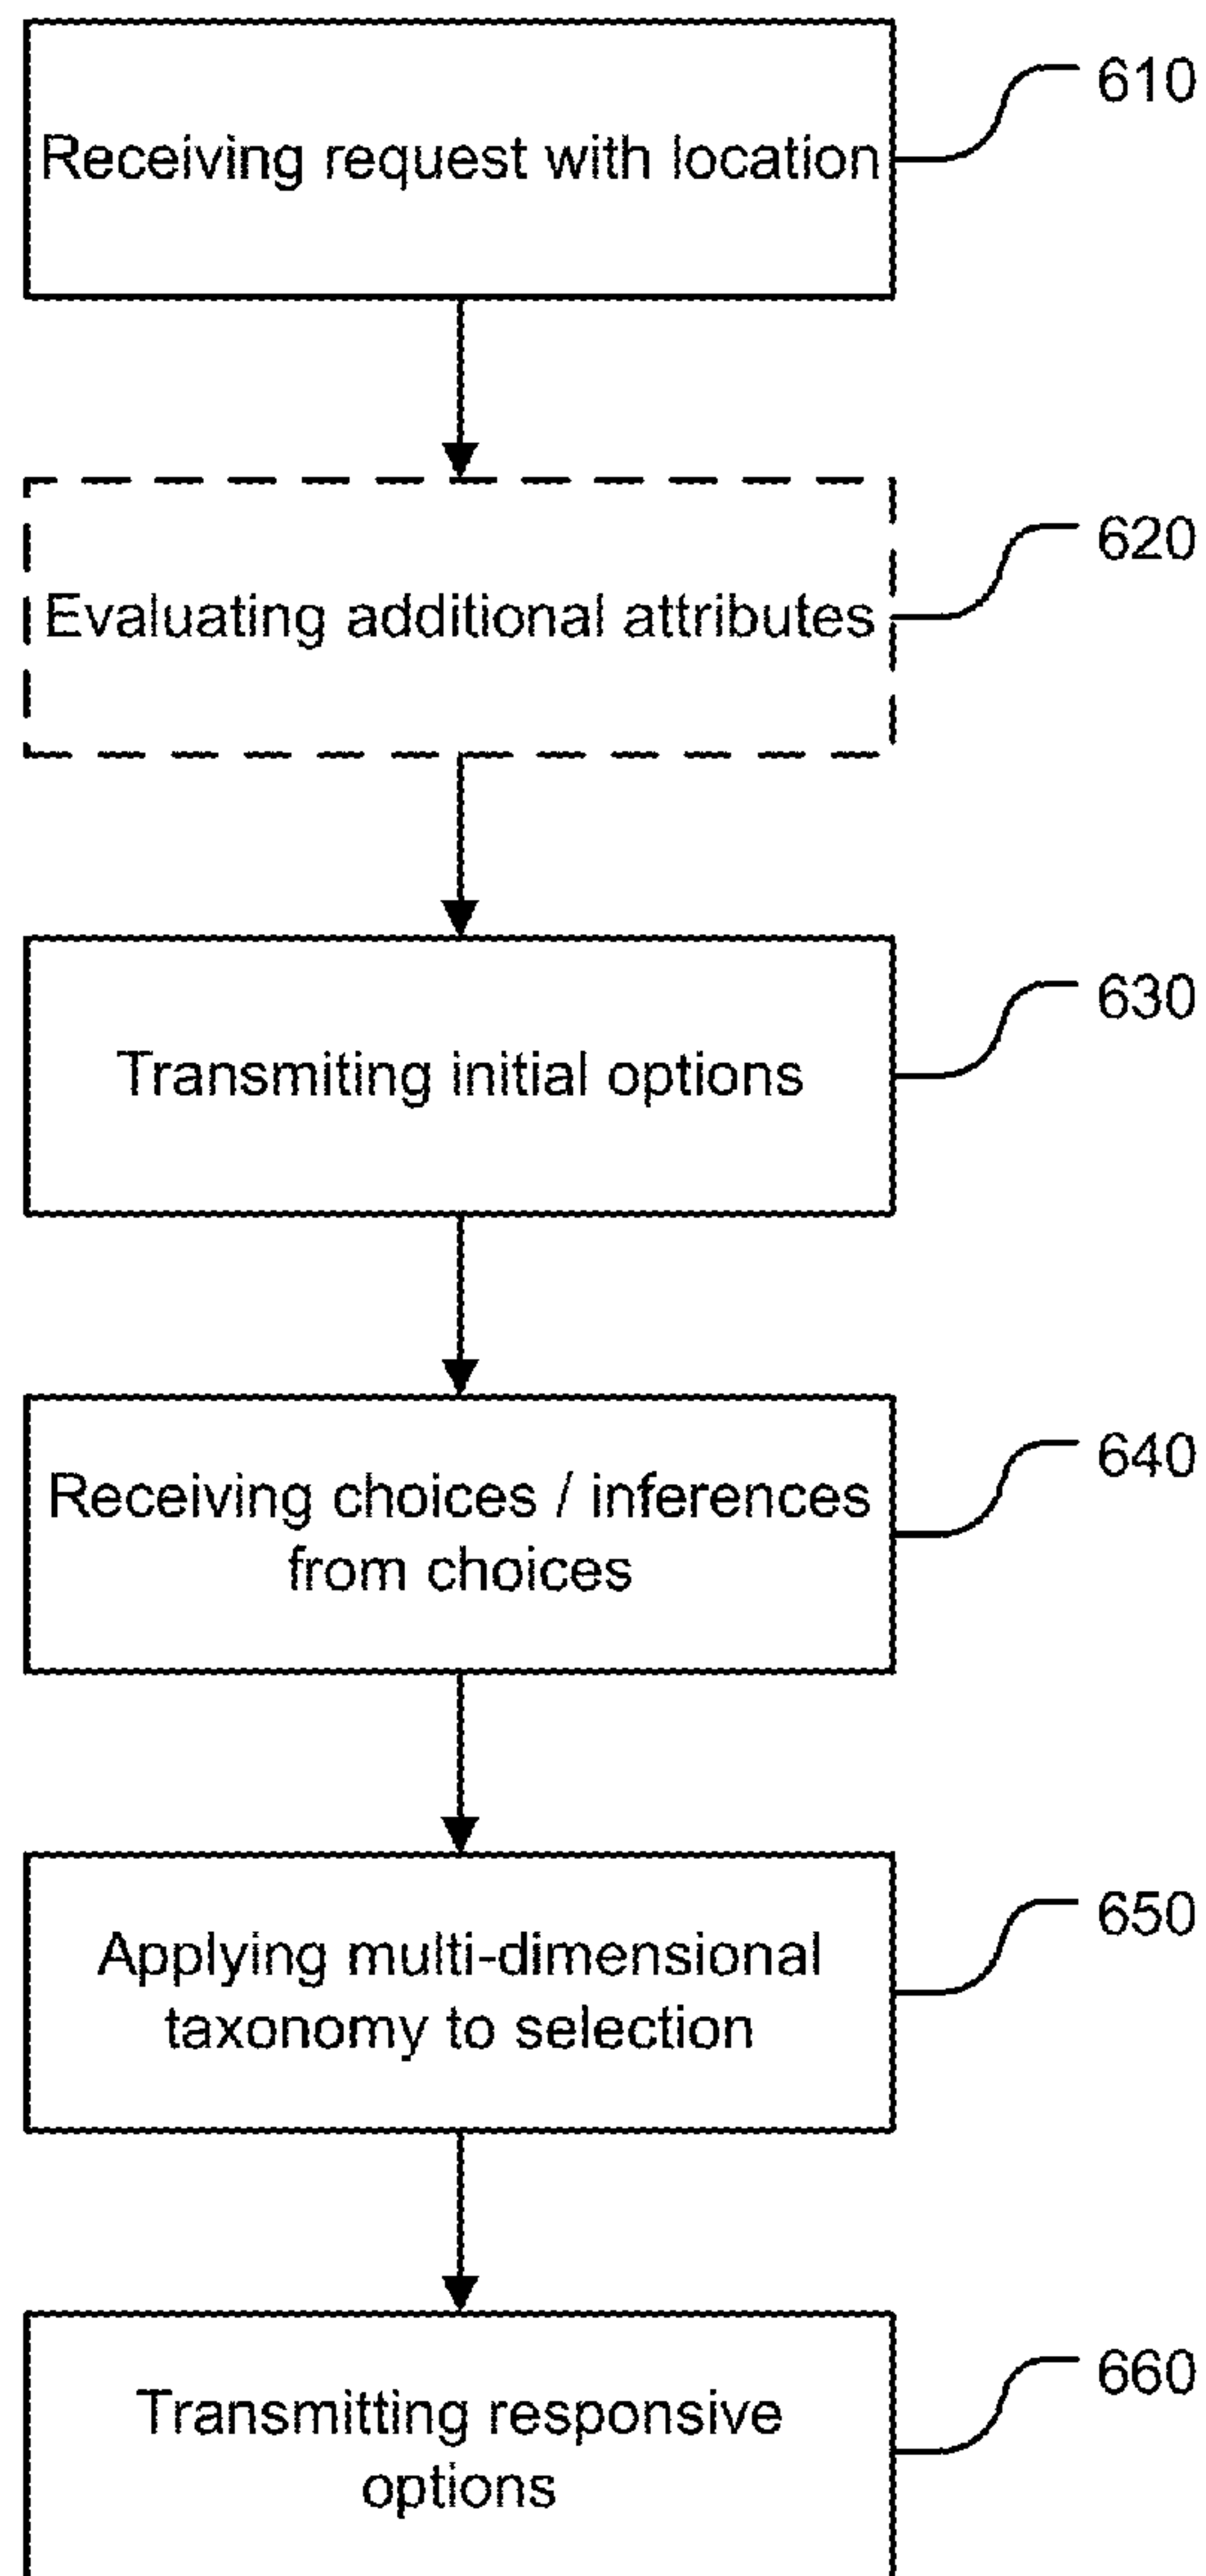 Receiving request with location
610
Evaluating additional attributes
620
Transmiting initial options
630
Receiving choices / inferences
from choices
640
Applying multi-dimensional
taxonomy to selection
650
Transmitting responsive
options
660